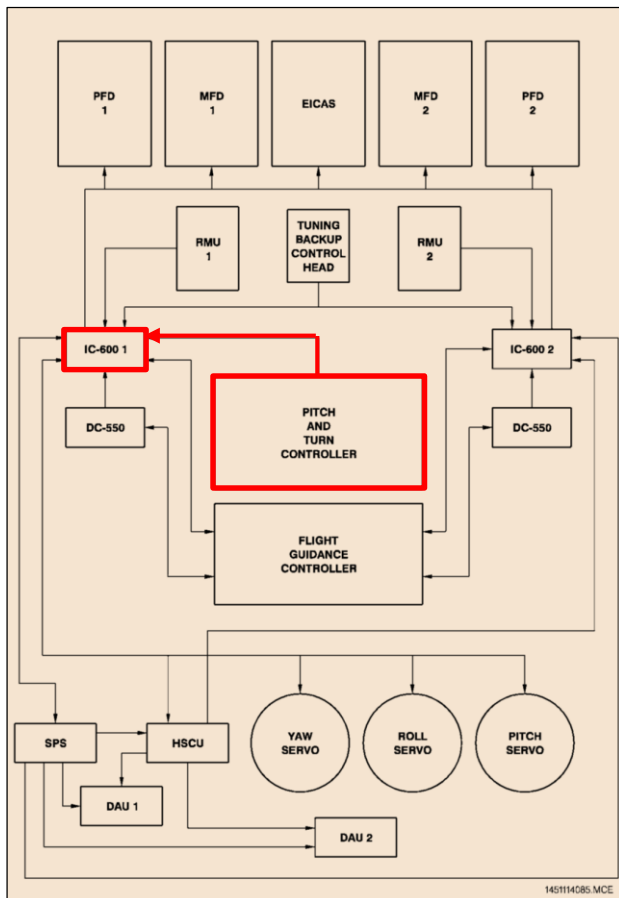 PFD
1
MFD
1
EICAS
MFD
2
PFD
2
RMU
1
TUNING
BACKUP
CONTROL
HEAD
RMU
2
IC-600 1
IC-600 2
DC-550
PITCH
AND
TURN
CONTROLLER
DC-550
FLIGHT
GUIDANCE
CONTROLLER
SPS
HSCU
YAW
SERVO
ROLL
SERVO
PITCH
SERVO
DAU 1
DAU 2
1451114085.MCE